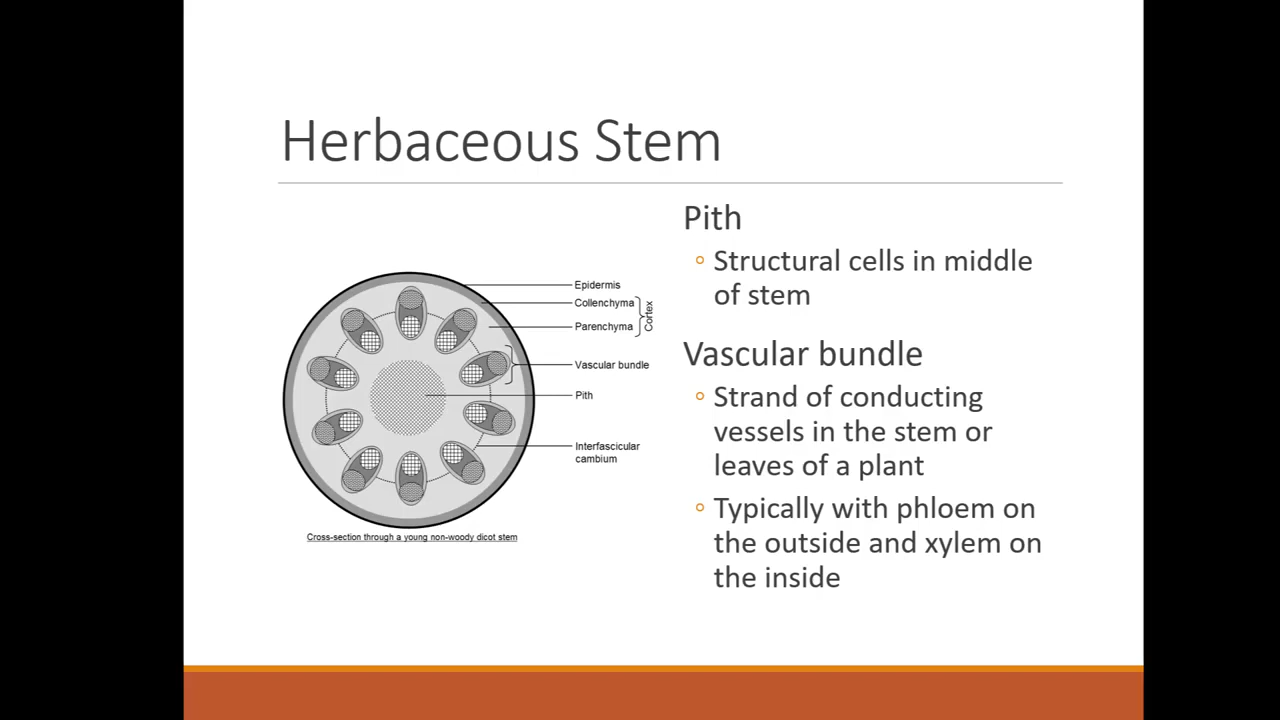 Herbaceous Stem
Pith
◦ Structural cells in middle
of stem
Vascular bundle
◦ Strand of conducting
vessels in the stem or
leaves of a plant
◦ Typically with phloem on
the outside and xylem on
the inside
Epidermis
Collenchyma
Parenchyma
Cortex
Vascular bundle
Pith
Interfascicular
cambium
Cross-section through a young non-woody dicot stem